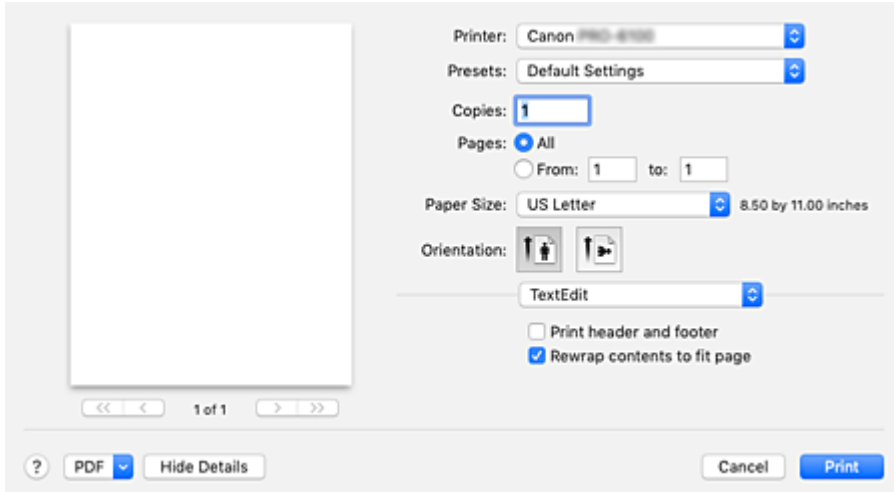 Printer: Canon
Presets: Default Settings
Copies: 1
Pages: All
From: 1 to: 1
Paper Size: US Letter 8.50 by 11.00 inches
Orientation:
TextEdit
Print header and footer
Rewrap contents to fit page
1 of 1
? PDF Hide Details Cancel Print